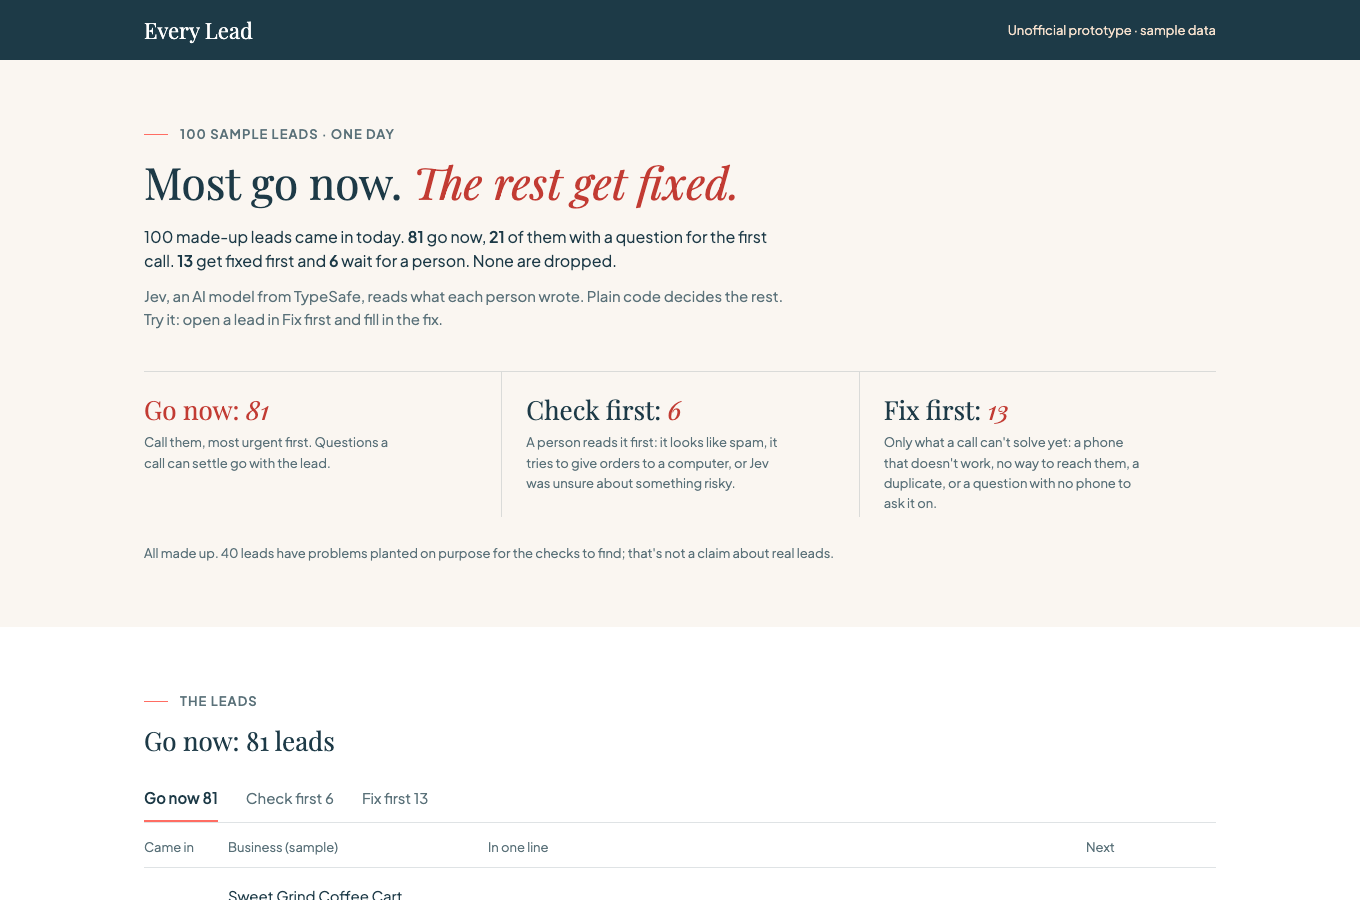 Every Lead
Unofficial prototype · sample data
100 SAMPLE LEADS · ONE DAY
Most go now. The rest get fixed.
100 made-up leads came in today. 81 go now, 21 of them with a question for the first
call. 13 get fixed first and 6 wait for a person. None are dropped.
Jev, an AI model from TypeSafe, reads what each person wrote. Plain code decides the rest.
Try it: open a lead in Fix first and fill in the fix.
Go now: 81
Call them, most urgent first. Questions a
call can settle go with the lead.
Check first: 6
A person reads it first: it looks like spam, it
tries to give orders to a computer, or Jev
was unsure about something risky.
Fix first: 13
Only what a call can't solve yet: a phone
that doesn't work, no way to reach them, a
duplicate, or a question with no phone to
ask it on.
All made up. 40 leads have problems planted on purpose for the checks to find; that's not a claim about real leads.
THE LEADS
Go now: 81 leads
Go now 81 Check first 6 Fix first 13
Came in Business (sample) In one line Next
Sweet Grind Coffee Cart